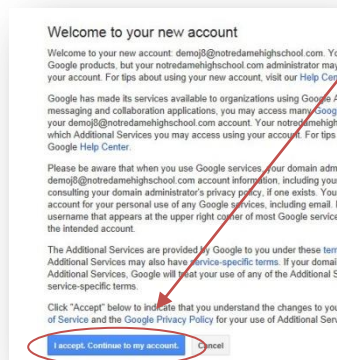 Welcome to your new account
Welcome to your new account: demoj8@notredamehighschool.com. Yo
Google products, but your notredamehighschool.com administrator may
your account. For tips about using your new account, visit our Help Cen
Google has made its services available to organizations using Google A
messaging and collaboration applications, you may access many Goog
your demoj8@notredamehighschool.com account. Your notredamehigh
which Additional Services you may access using your account. For tips
Google Help Center.
Please be aware that when you use Google services, your domain adm
demoj8@notredamehighschool.com account information, including your
consulting your domain administrator's privacy policy, if one exists. You
account for your personal use of any Google services, including email. I
username that appears at the upper right corner of most Google service
the intended account.
The Additional Services are provided by Google to you under these term
Additional Services may also have service-specific terms. If your domai
Additional Services, Google will treat your use of any of the Additional S
service-specific terms.
Click "Accept" below to indicate that you understand the changes to you
of Service and the Google Privacy Policy for your use of Additional Serv
I accept. Continue to my account.
Cancel